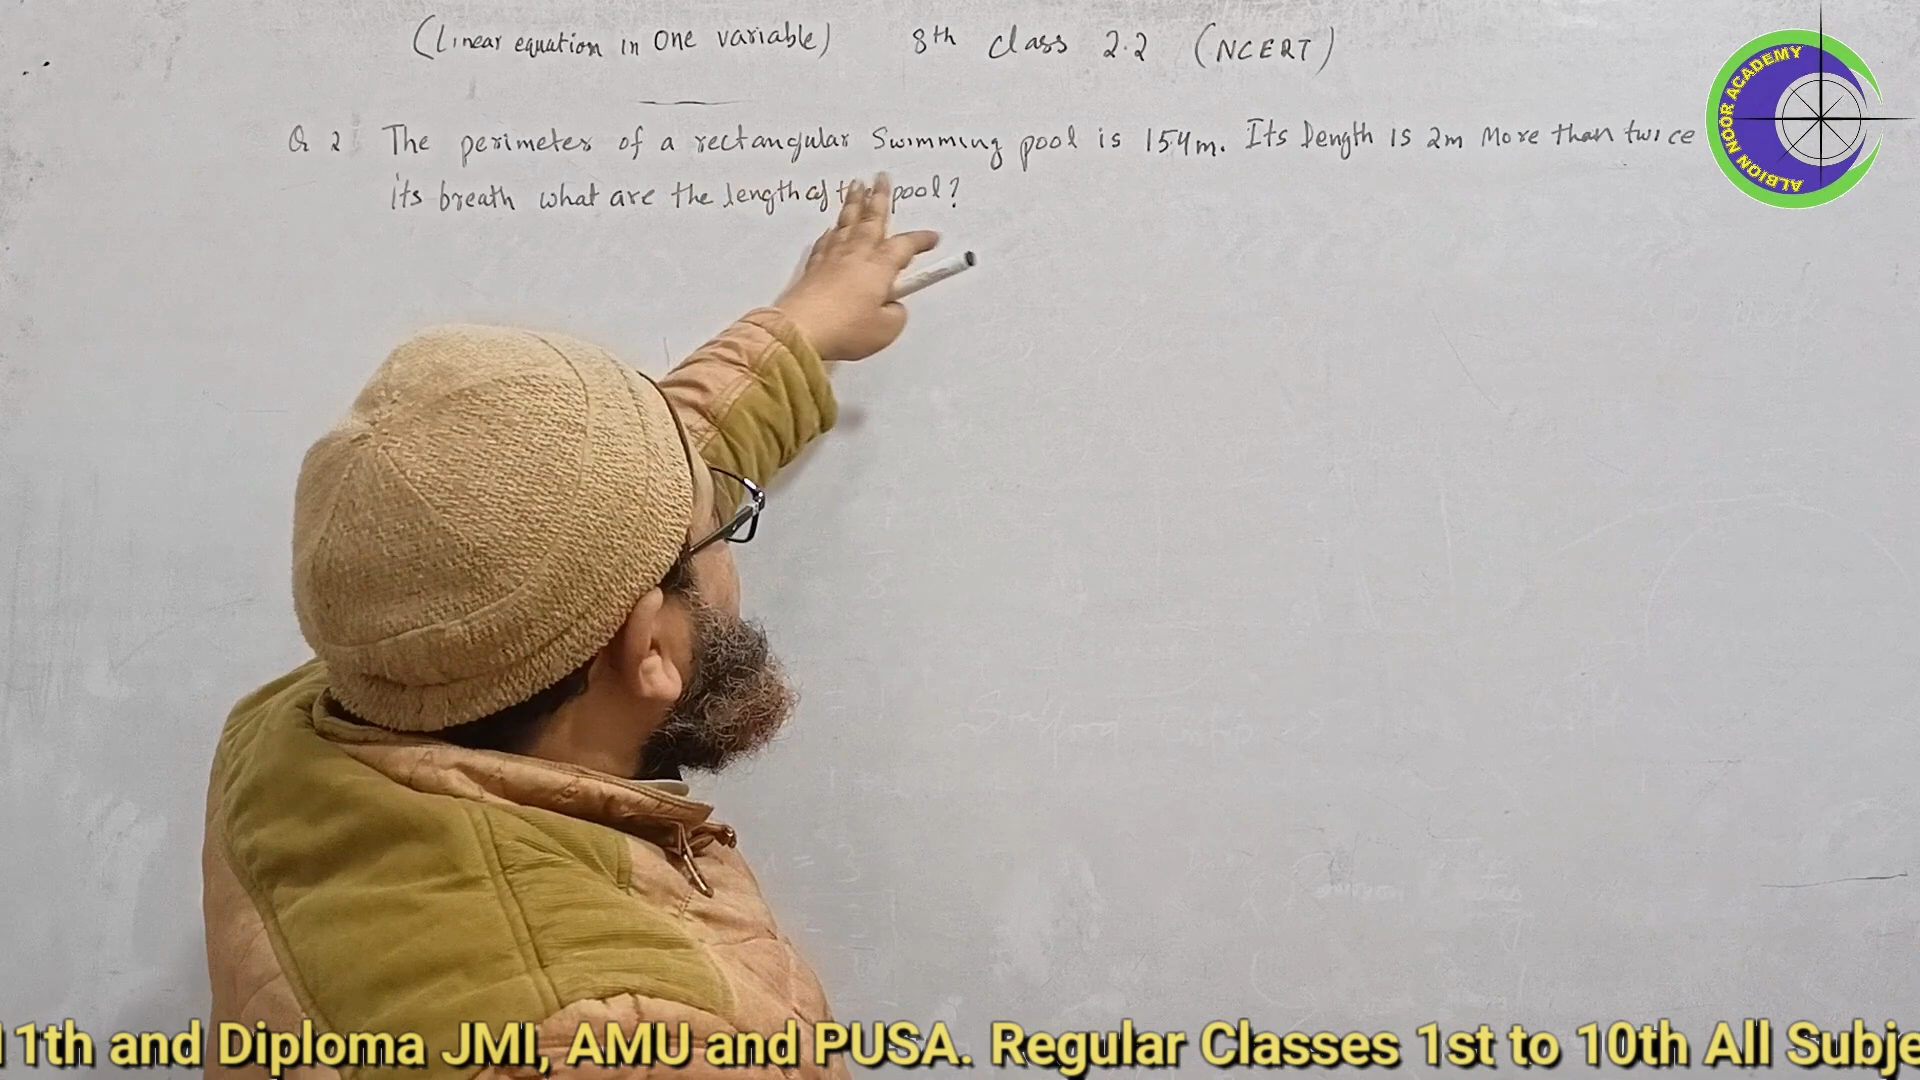 (Linear equation in one variable) 8th class 2.2 (NCERT)
Q 2 The perimeter of a rectangular Swimming pool is 154m. Its Length is 2m More than twice
its breath what are the length of the pool?
ALBION NOOR ACADEMY
11th and Diploma JMI, AMU and PUSA. Regular Classes 1st to 10th All Subje